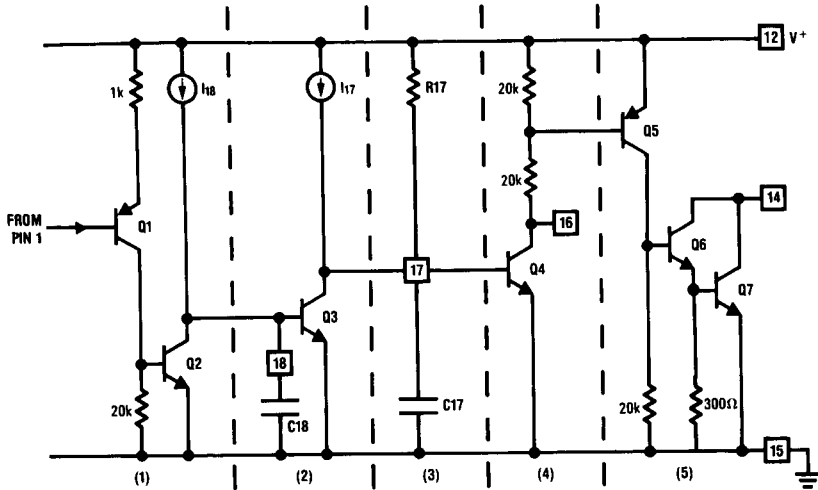 12 V+
1k
I18
I17
R17
20k
Q5
20k
14
FROM
PIN 1
Q1
16
Q6
17
Q4
Q7
Q3
Q2
18
20k
C18
C17
20k
300Ω
15
(1)
(2)
(3)
(4)
(5)